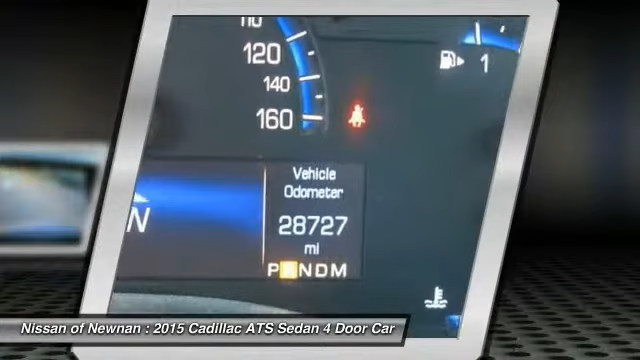 110
120
140
160
1
Vehicle
Odometer
28727
mi
N
PRNDM
Nissan of Newnan : 2015 Cadillac ATS Sedan 4 Door Car